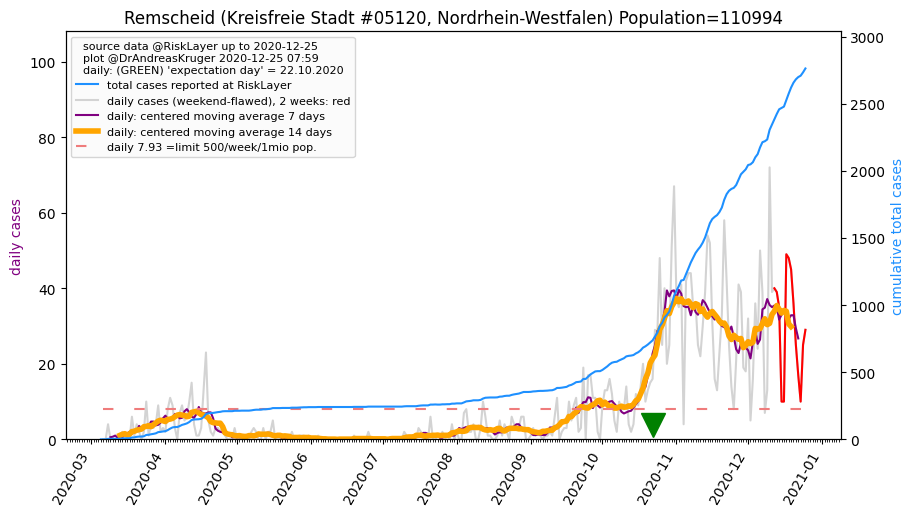 Remscheid (Kreisfreie Stadt #05120, Nordrhein-Westfalen) Population=110994
source data @RiskLayer up to 2020-12-25
plot @DrAndreasKruger 2020-12-25 07:59
daily: (GREEN) 'expectation day' = 22.10.2020
total cases reported at RiskLayer
daily cases (weekend-flawed), 2 weeks: red
daily: centered moving average 7 days
daily: centered moving average 14 days
daily 7.93 =limit 500/week/1mio pop.
daily cases
100
80
60
40
20
0
cumulative total cases
3000
2500
2000
1500
1000
500
0
2020-03
2020-04
2020-05
2020-06
2020-07
2020-08
2020-09
2020-10
2020-11
2020-12
2021-01